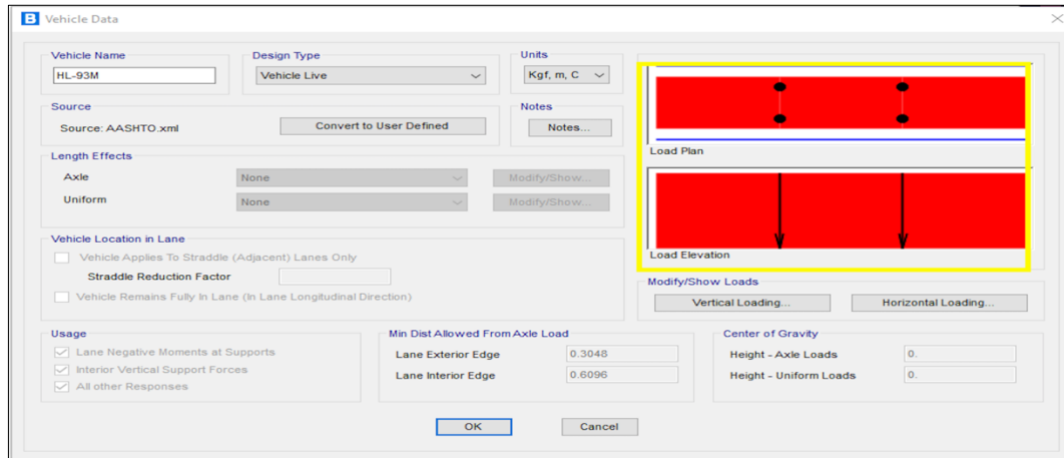 B Vehicle Data
Vehicle Name
HL-93M
Design Type
Vehicle Live
Units
Kgf, m, C
Source
Source: AASHTO.xml
Convert to User Defined
Notes
Notes...
Load Plan
Length Effects
Axle
None
Modify/Show...
Uniform
None
Modify/Show...
Load Elevation
Vehicle Location in Lane
Vehicle Applies To Straddle (Adjacent) Lanes Only
Straddle Reduction Factor
Vehicle Remains Fully In Lane (In Lane Longitudinal Direction)
Modify/Show Loads
Vertical Loading...
Horizontal Loading...
Usage
Lane Negative Moments at Supports
Interior Vertical Support Forces
All other Responses
Min Dist Allowed From Axle Load
Lane Exterior Edge
0.3048
Lane Interior Edge
0.6096
Center of Gravity
Height - Axle Loads
0.
Height - Uniform Loads
0.
OK
Cancel